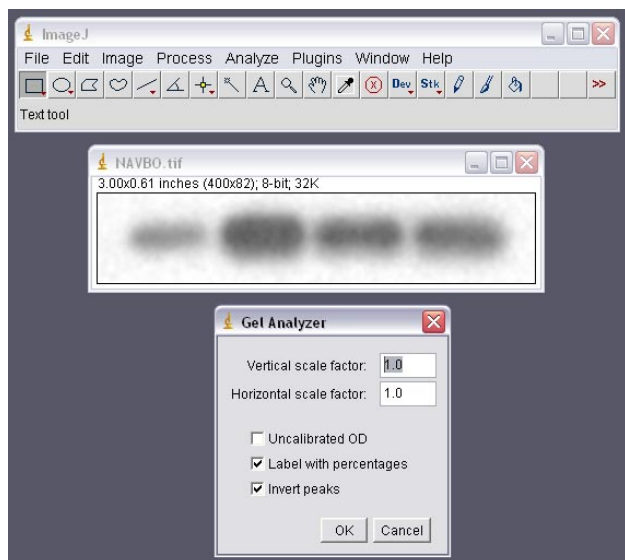 ImageJ
File Edit Image Process Analyze Plugins Window Help
A Dev Stk >>
Text tool
NAVBO.tif
3.00x0.61 inches (400x82); 8-bit; 32K
Gel Analyzer
Vertical scale factor: 1.0
Horizontal scale factor: 1.0
Uncalibrated OD
Label with percentages
Invert peaks
OK Cancel